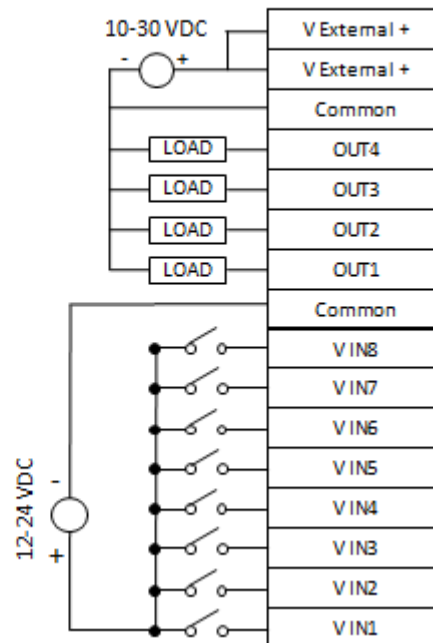 10-30 VDC
- +
V External +
V External +
Common
LOAD OUT4
LOAD OUT3
LOAD OUT2
LOAD OUT1
Common
V IN8
V IN7
V IN6
V IN5
V IN4
V IN3
V IN2
V IN1
12-24 VDC
-
+